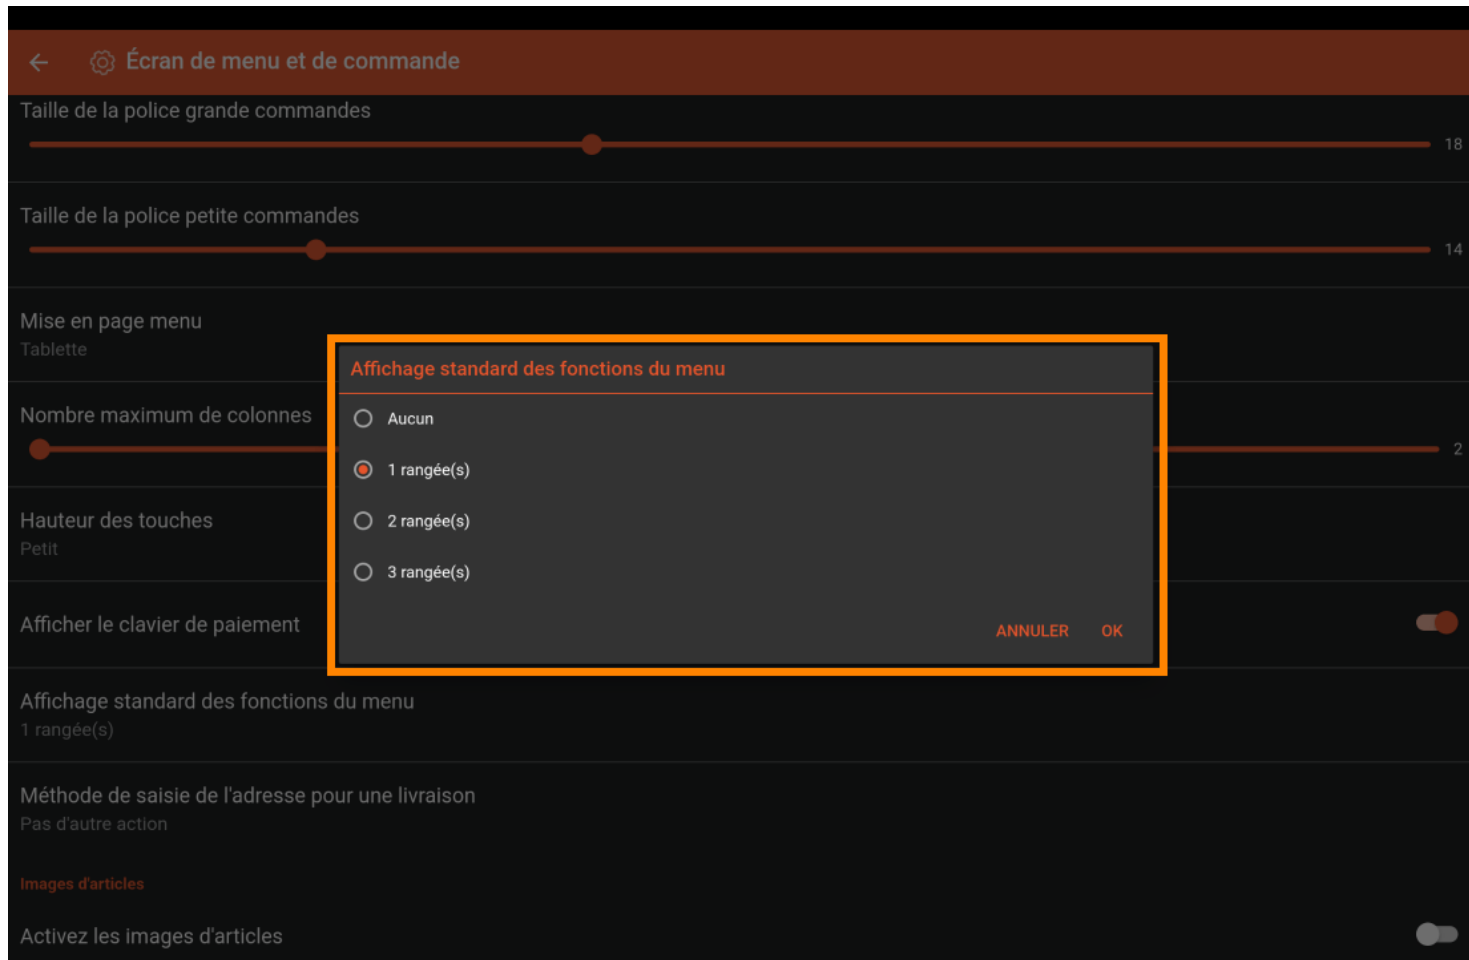 Écran de menu et de commande
Taille de la police grande commandes
18
Taille de la police petite commandes
14
Mise en page menu
Tablette
Affichage standard des fonctions du menu
Aucun
1 rangée(s)
2 rangée(s)
3 rangée(s)
ANNULER OK
Nombre maximum de colonnes
2
Hauteur des touches
Petit
Afficher le clavier de paiement
Affichage standard des fonctions du menu
1 rangée(s)
Méthode de saisie de l'adresse pour une livraison
Pas d'autre action
Images d'articles
Activez les images d'articles